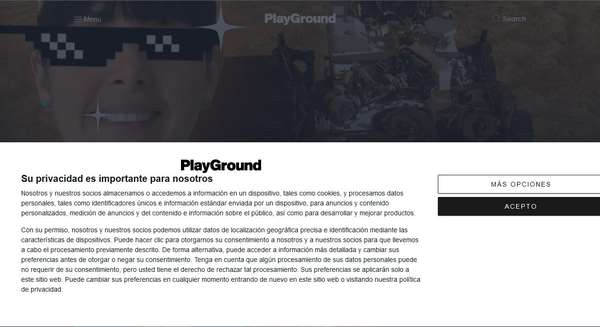 Menu
PlayGround
Search
PlayGround
Su privacidad es importante para nosotros
Nosotros y nuestros socios almacenamos o accedemos a información en un dispositivo, tales como cookies, y procesamos datos
personales, tales como identificadores únicos e información estándar enviada por un dispositivo, para anuncios y contenido
personalizados, medición de anuncios y del contenido e información sobre el público, así como para desarrollar y mejorar productos.
Con su permiso, nosotros y nuestros socios podemos utilizar datos de localización geográfica precisa e identificación mediante las
características de dispositivos. Puede hacer clic para otorgarnos su consentimiento a nosotros y a nuestros socios para que llevemos
a cabo el procesamiento previamente descrito. De forma alternativa, puede acceder a información más detallada y cambiar sus
preferencias antes de otorgar o negar su consentimiento. Tenga en cuenta que algún procesamiento de sus datos personales puede
no requerir de su consentimiento, pero usted tiene el derecho de rechazar tal procesamiento. Sus preferencias se aplicarán solo a
este sitio web. Puede cambiar sus preferencias en cualquier momento entrando de nuevo en este sitio web o visitando nuestra política
de privacidad.
MÁS OPCIONES
ACEPTO